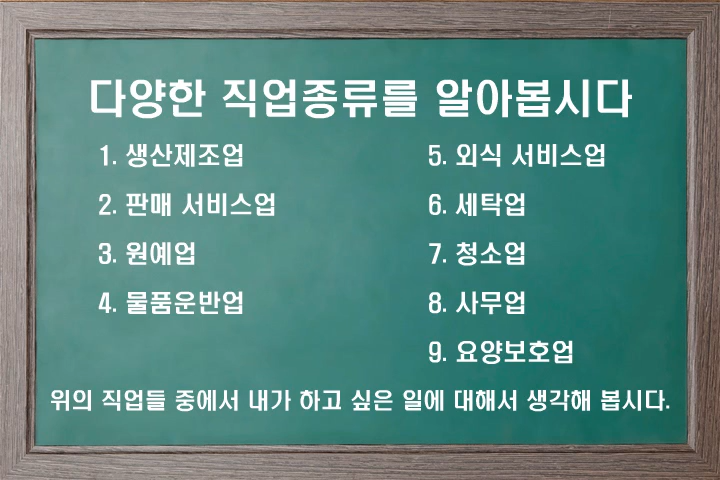 다양한 직업종류를 알아봅시다
1. 생산제조업
2. 판매 서비스업
3. 원예업
4. 물품운반업
5. 외식 서비스업
6. 세탁업
7. 청소업
8. 사무업
9. 요양보호업
위의 직업들 중에서 내가 하고 싶은 일에 대해서 생각해 봅시다.